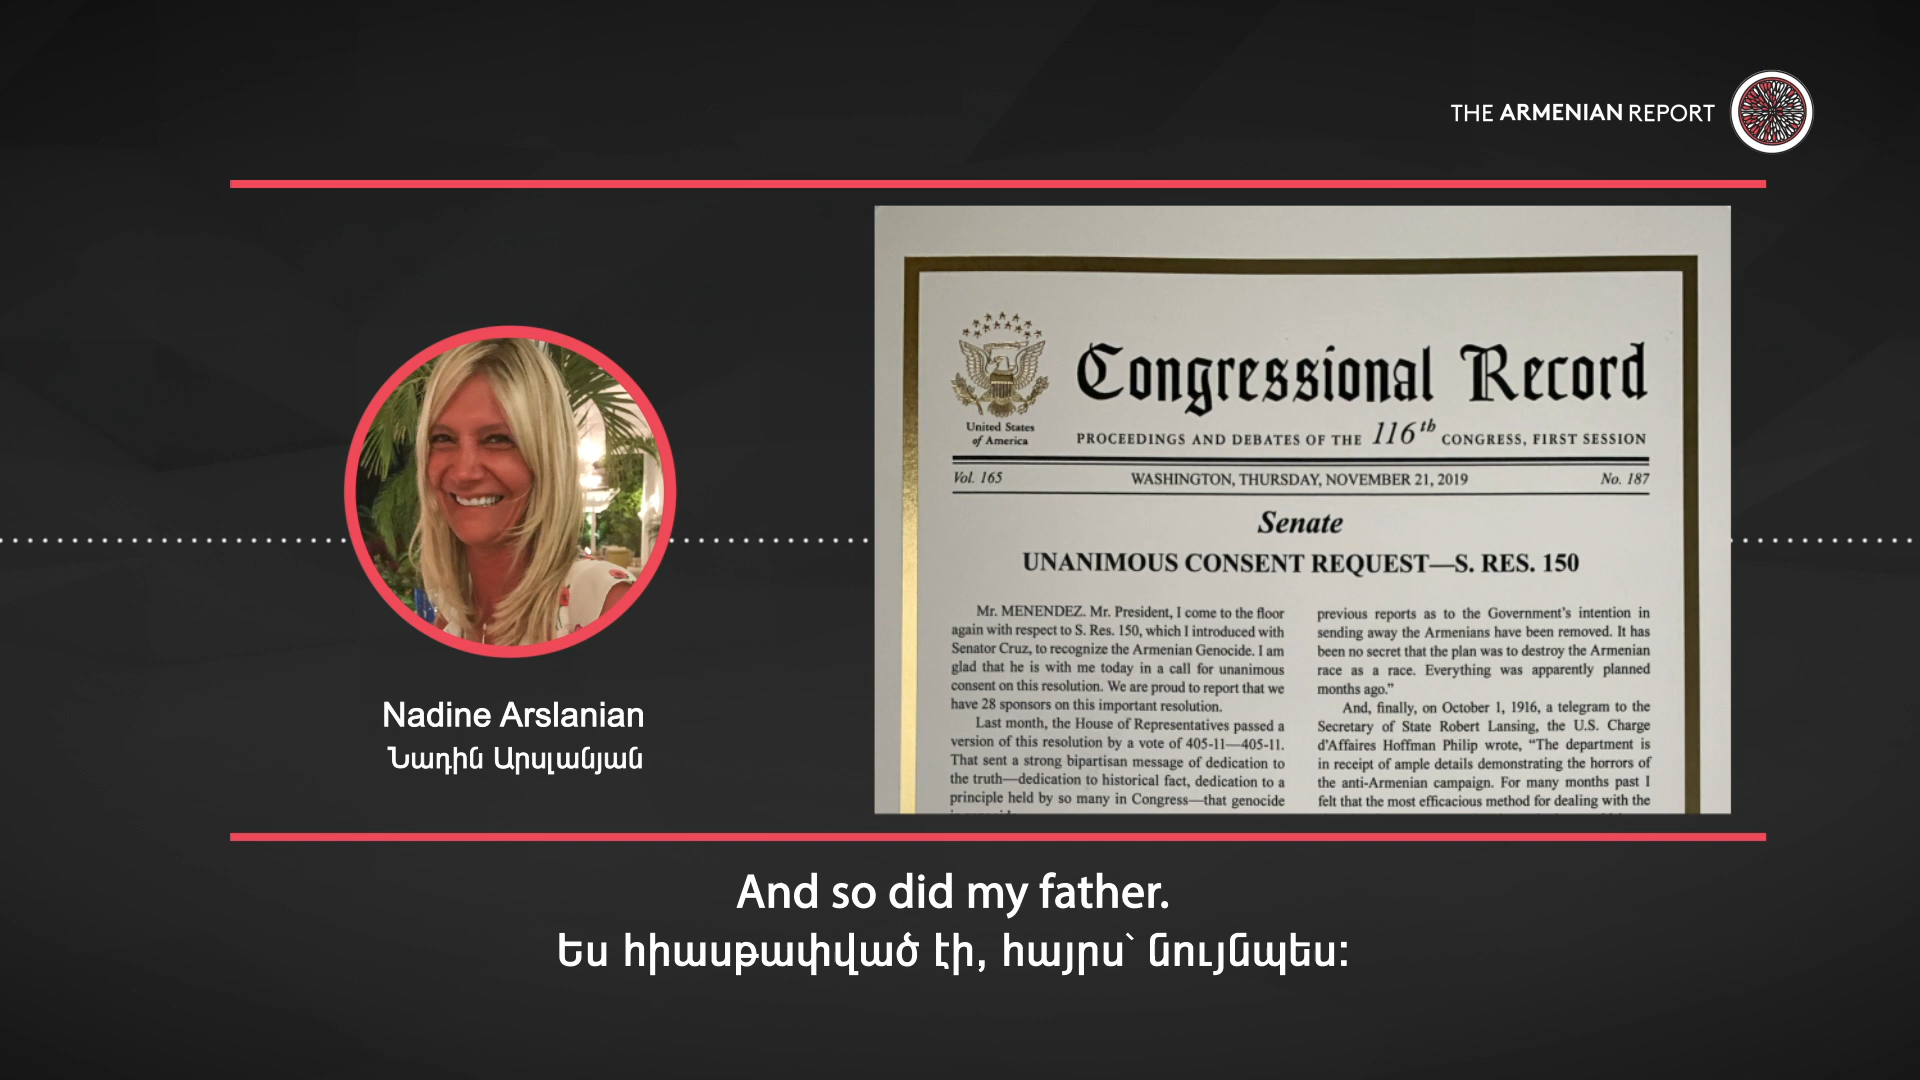 THE ARMENIAN REPORT
Congressional Record
United States
of America
PROCEEDINGS AND DEBATES OF THE 116th CONGRESS, FIRST SESSION
Vol. 165 WASHINGTON, THURSDAY, NOVEMBER 21, 2019 No. 187
Senate
UNANIMOUS CONSENT REQUEST—S. RES. 150
Mr. MENENDEZ. Mr. President, I come to the floor
again with respect to S. Res. 150, which I introduced with
Senator Cruz, to recognize the Armenian Genocide. I am
glad that he is with me today in a call for unanimous
consent on this resolution. We are proud to report that we
have 28 sponsors on this important resolution.
Last month, the House of Representatives passed a
version of this resolution by a vote of 405-11—405-11.
That sent a strong bipartisan message of dedication to
the truth—dedication to historical fact, dedication to a
principle held by so many in Congress—that genocide
previous reports as to the Government’s intention in
sending away the Armenians have been removed. It has
been no secret that the plan was to destroy the Armenian
race as a race. Everything was apparently planned
months ago.”
And, finally, on October 1, 1916, a telegram to the
Secretary of State Robert Lansing, the U.S. Charge
d’Affaires Hoffman Philip wrote, “The department is
in receipt of ample details demonstrating the horrors of
the anti-Armenian campaign. For many months past I
felt that the most efficacious method for dealing with the
Nadine Arslanian
Նադին Արսլանյան
And so did my father.
Ես հիասթափված էի, հայրս՝ նույնպես: